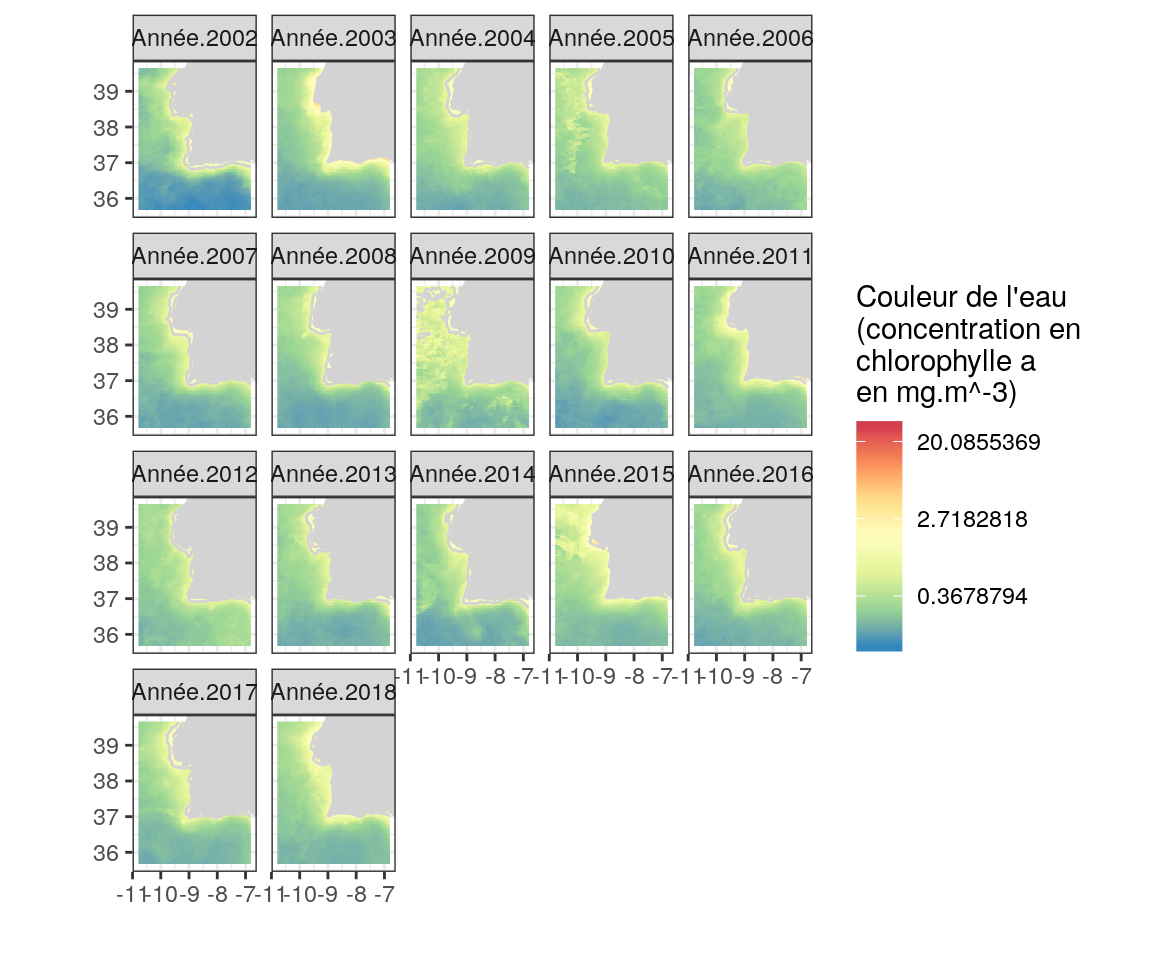 Année.2002 Année.2003 Année.2004 Année.2005 Année.2006
39
38
37
36
Année.2007 Année.2008 Année.2009 Année.2010 Année.2011
39
38
37
36
Année.2012 Année.2013 Année.2014 Année.2015 Année.2016
39
38
37
36
-11 -10 -9 -8 -7 -11 -10 -9 -8 -7 -11 -10 -9 -8 -7
Année.2017 Année.2018
39
38
37
36
-11 -10 -9 -8 -7 -11 -10 -9 -8 -7
Couleur de l'eau
(concentration en
chlorophylle a
en mg.m^-3)
20.0855369
2.7182818
0.3678794